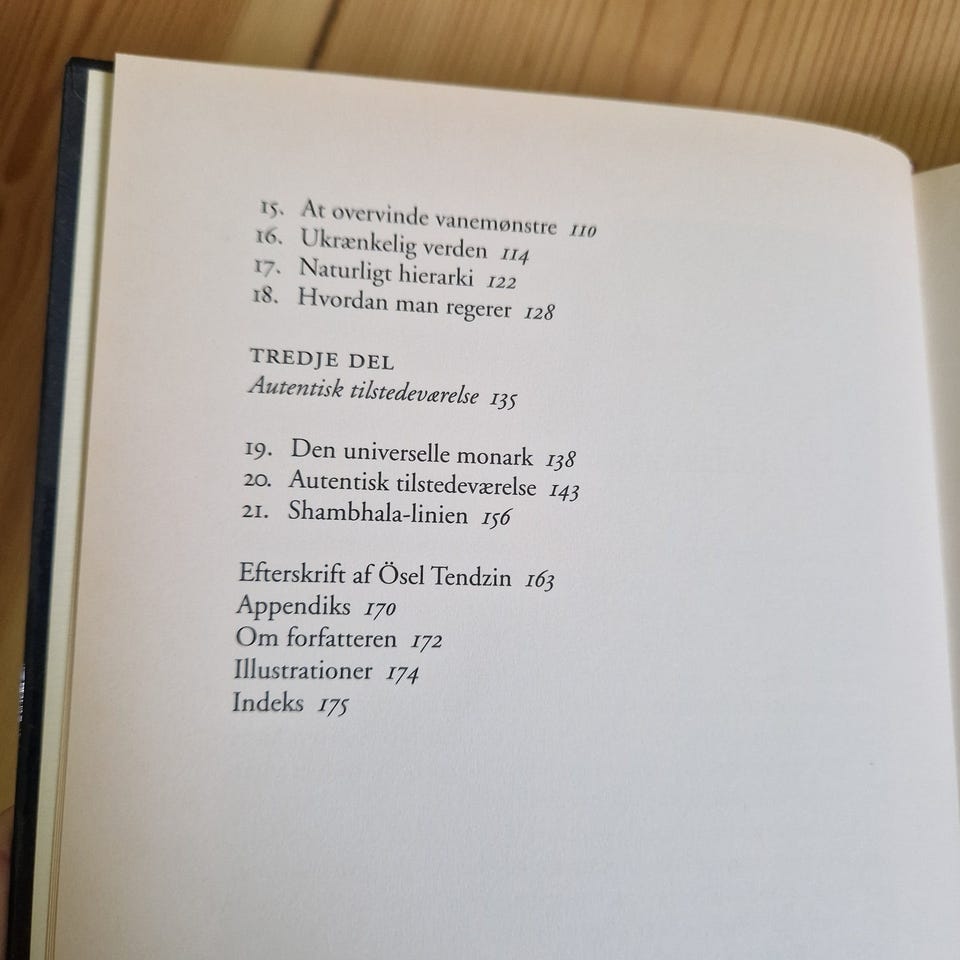 15. At overvinde vanemønstre 110
16. Ukrænkelig verden 114
17. Naturligt hierarki 122
18. Hvordan man regerer 128
TREDJE DEL
Autentisk tilstedeværelse 135
19. Den universelle monark 138
20. Autentisk tilstedeværelse 143
21. Shambhala-linien 156
Efterskrift af Ösel Tendzin 163
Appendiks 170
Om forfatteren 172
Illustrationer 174
Indeks 175